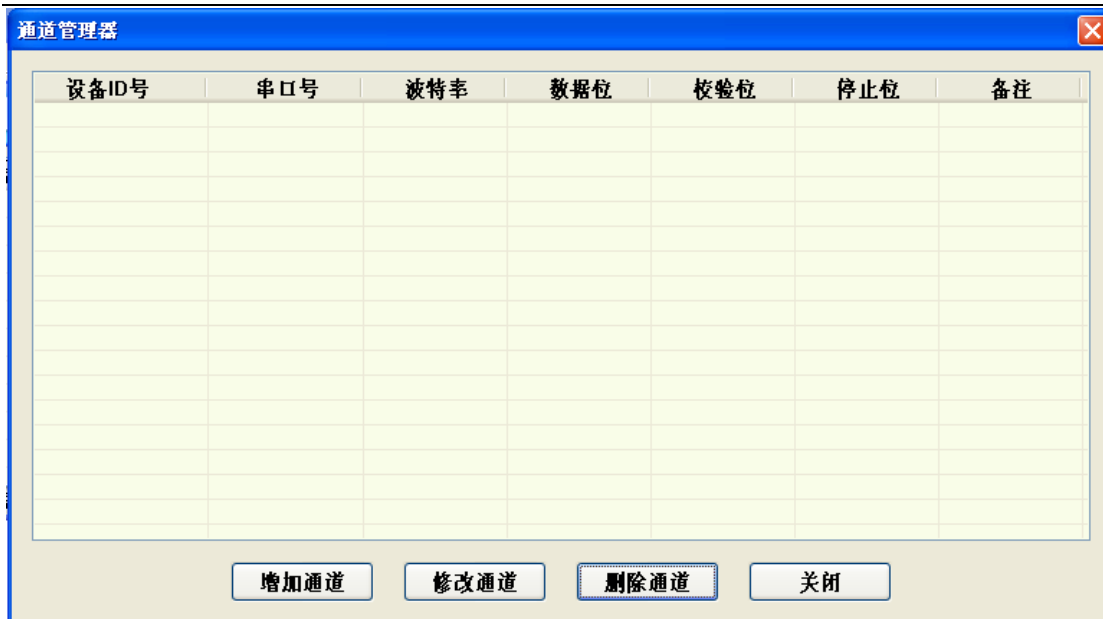 通道管理器
设备ID号 串口号 波特率 数据位 校验位 停止位 备注
增加通道 修改通道 删除通道 关闭